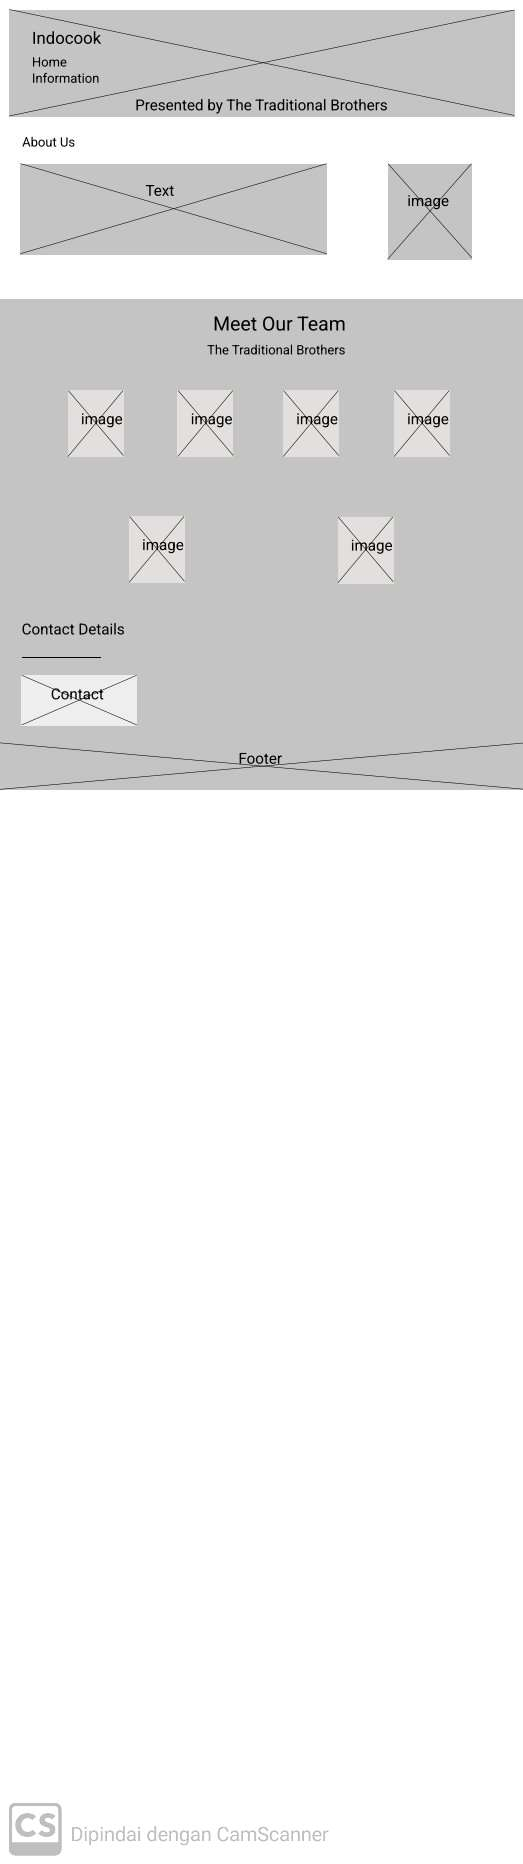 Indocook
Home
Information
Presented by The Traditional Brothers
About Us
Text
image
Meet Our Team
The Traditional Brothers
image image image image
image image
Contact Details
Contact
Footer
CS Dipindai dengan CamScanner